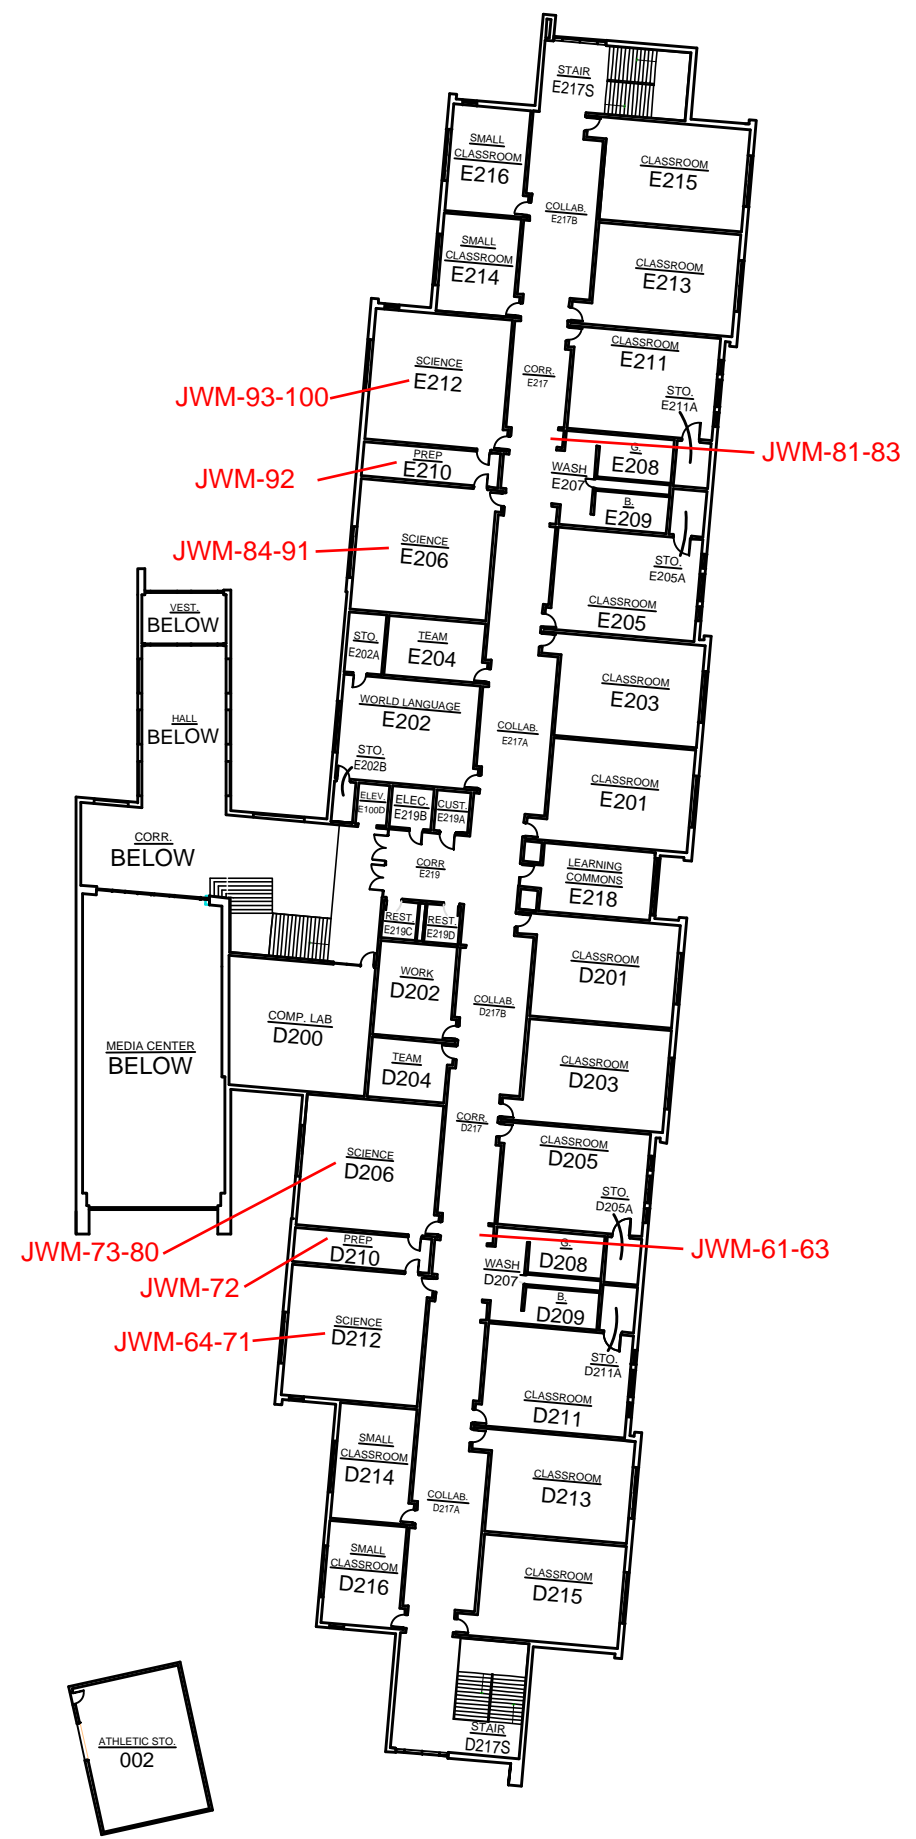 STAIR
E217S
SMALL
CLASSROOM
E216
CLASSROOM
E215
COLLAB.
E217B
SMALL
CLASSROOM
E214
CLASSROOM
E213
SCIENCE
E212
CORR.
E217
CLASSROOM
E211
STO.
E211A
JWM-93-100
JWM-81-83
PREP
E210
G.
E208
WASH
E207
JWM-92
B.
E209
SCIENCE
E206
JWM-84-91
STO.
E205A
CLASSROOM
E205
VEST.
BELOW
STO.
E202A
TEAM
E204
CLASSROOM
E203
WORLD LANGUAGE
E202
HALL
BELOW
COLLAB.
E217A
STO.
E202B
CLASSROOM
E201
ELEV.
E100D
ELEC.
E219B
CUST.
E219A
CORR.
BELOW
CORR
E219
LEARNING
COMMONS
E218
REST.
E219C
REST.
E219D
CLASSROOM
D201
WORK
D202
COLLAB.
D217B
COMP. LAB
D200
MEDIA CENTER
BELOW
TEAM
D204
CLASSROOM
D203
CORR.
D217
CLASSROOM
D205
SCIENCE
D206
STO.
D205A
JWM-73-80
JWM-61-63
PREP
D210
G.
D208
WASH
D207
JWM-72
B.
D209
SCIENCE
D212
JWM-64-71
STO.
D211A
CLASSROOM
D211
SMALL
CLASSROOM
D214
CLASSROOM
D213
COLLAB.
D217A
SMALL
CLASSROOM
D216
CLASSROOM
D215
STAIR
D217S
ATHLETIC STO.
002